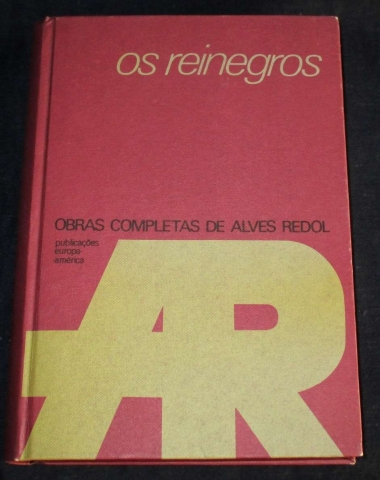 os reinegros
OBRAS COMPLETAS DE ALVES REDOL
publicações
europa
américa
AR